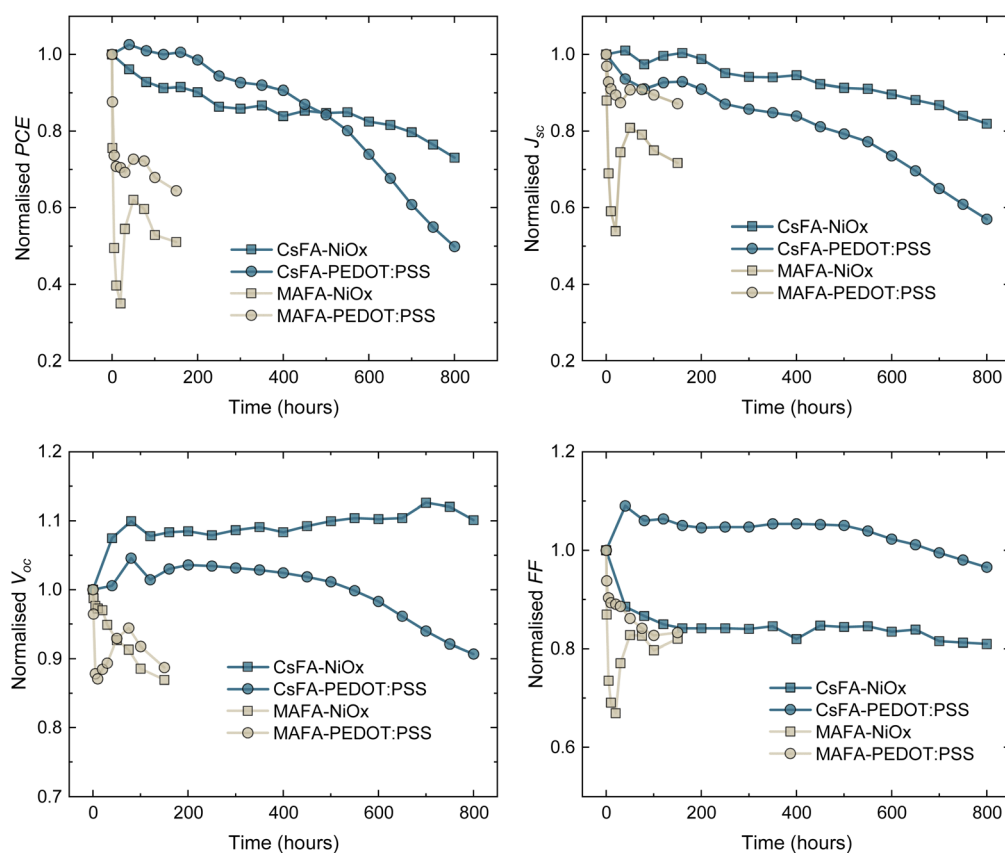 Normalised PCE
1.0
0.8
0.6
0.4
0.2
CsFA-NiOx
CsFA-PEDOT:PSS
MAFA-NiOx
MAFA-PEDOT:PSS
0 200 400 600 800
Time (hours)
Normalised Jsc
1.0
0.8
0.6
0.4
0.2
CsFA-NiOx
CsFA-PEDOT:PSS
MAFA-NiOx
MAFA-PEDOT:PSS
0 200 400 600 800
Time (hours)
Normalised Voc
1.2
1.1
1.0
0.9
0.8
0.7
CsFA-NiOx
CsFA-PEDOT:PSS
MAFA-NiOx
MAFA-PEDOT:PSS
0 200 400 600 800
Time (hours)
Normalised FF
1.2
1.0
0.8
0.6
CsFA-NiOx
CsFA-PEDOT:PSS
MAFA-NiOx
MAFA-PEDOT:PSS
0 200 400 600 800
Time (hours)